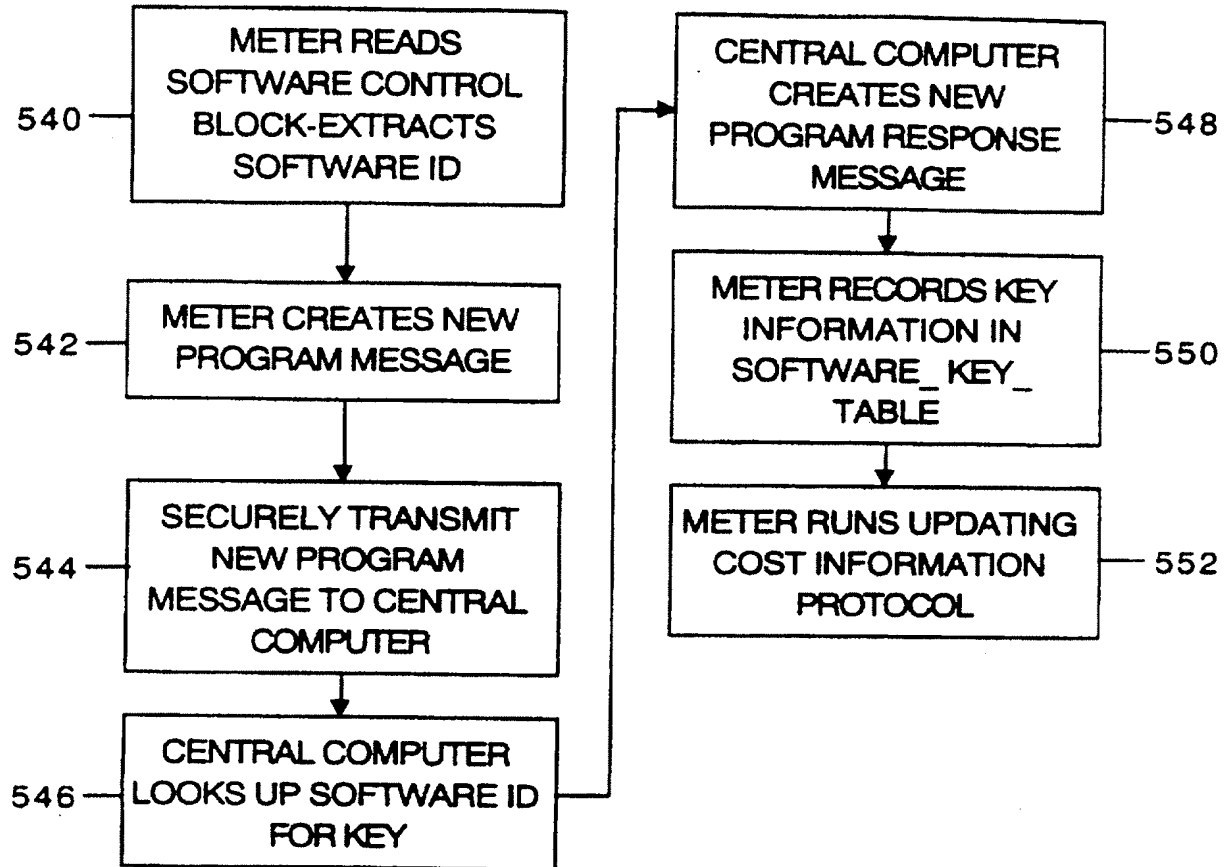 METER READS
SOFTWARE CONTROL
BLOCK-EXTRACTS
SOFTWARE ID
540
METER CREATES NEW
PROGRAM MESSAGE
542
SECURELY TRANSMIT
NEW PROGRAM
MESSAGE TO CENTRAL
COMPUTER
544
CENTRAL COMPUTER
LOOKS UP SOFTWARE ID
FOR KEY
546
CENTRAL COMPUTER
CREATES NEW
PROGRAM RESPONSE
MESSAGE
548
METER RECORDS KEY
INFORMATION IN
SOFTWARE_ KEY_
TABLE
550
METER RUNS UPDATING
COST INFORMATION
PROTOCOL
552